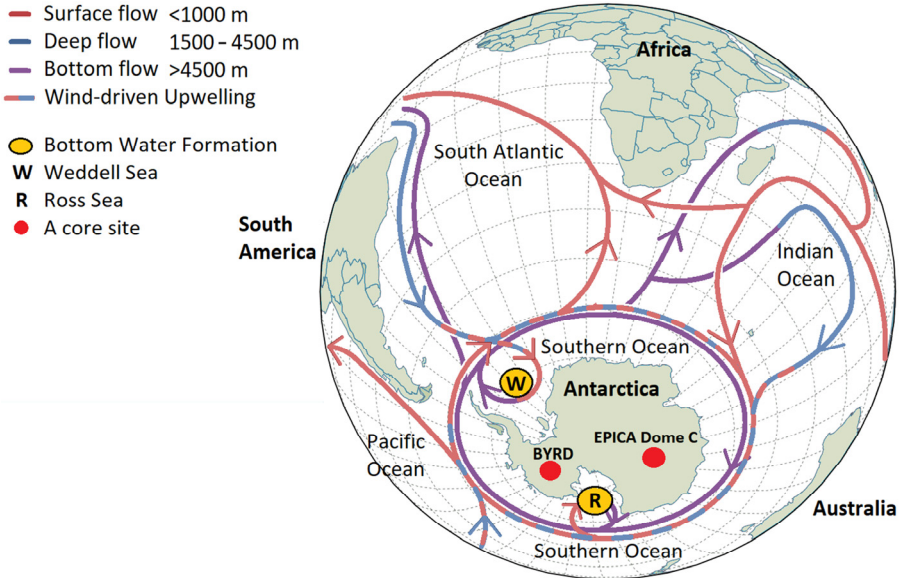 Surface flow <1000 m
Deep flow 1500 – 4500 m
Bottom flow >4500 m
Wind-driven Upwelling
Bottom Water Formation
W Weddell Sea
R Ross Sea
A core site
Africa
South Atlantic
Ocean
South
America
Indian
Ocean
Southern Ocean
W
Antarctica
EPICA Dome C
BYRD
Pacific
Ocean
R
Australia
Southern Ocean